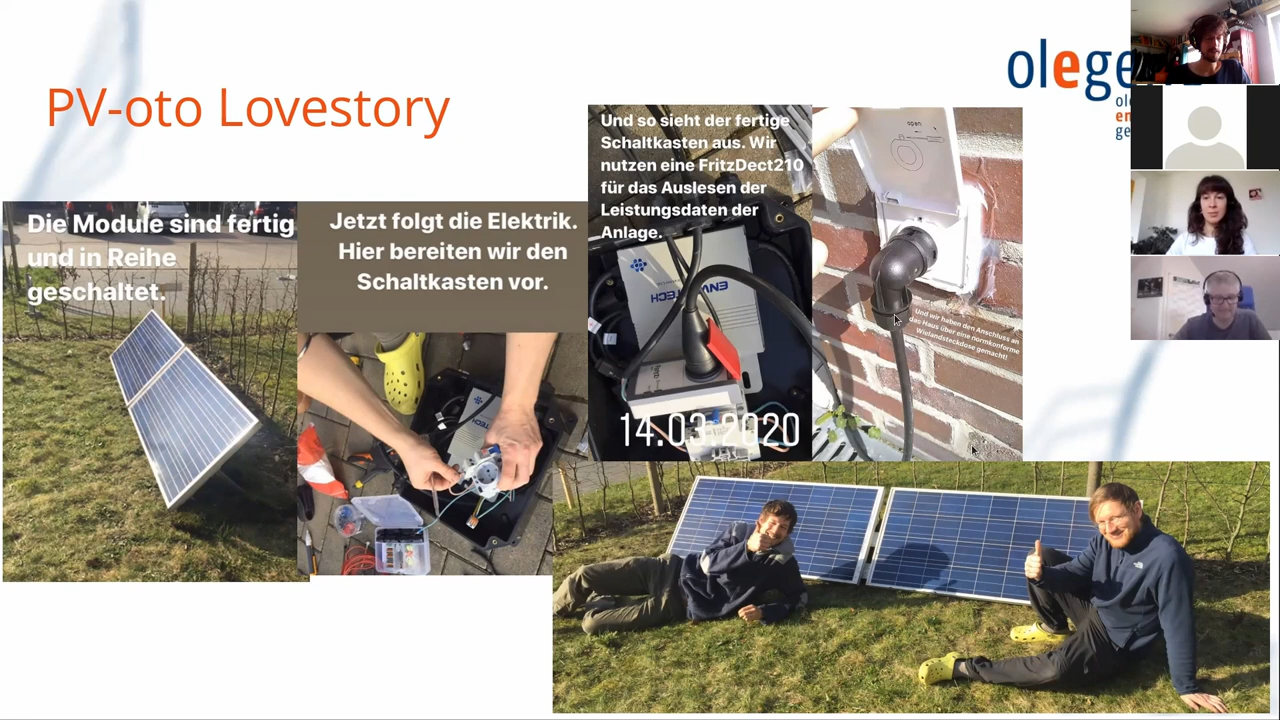 PV-oto Lovestory
olege
ole
en
ge
Die Module sind fertig
und in Reihe
geschaltet.
Jetzt folgt die Elektrik.
Hier bereiten wir den
Schaltkasten vor.
Und so sieht der fertige
Schaltkasten aus. Wir
nutzen eine FritzDect210
für das Auslesen der
Leistungsdaten der
Anlage.
14.03.2020
open
Und wir haben den Anschluss an
das Haus über eine normkonforme
Wielandsteckdose gemacht!